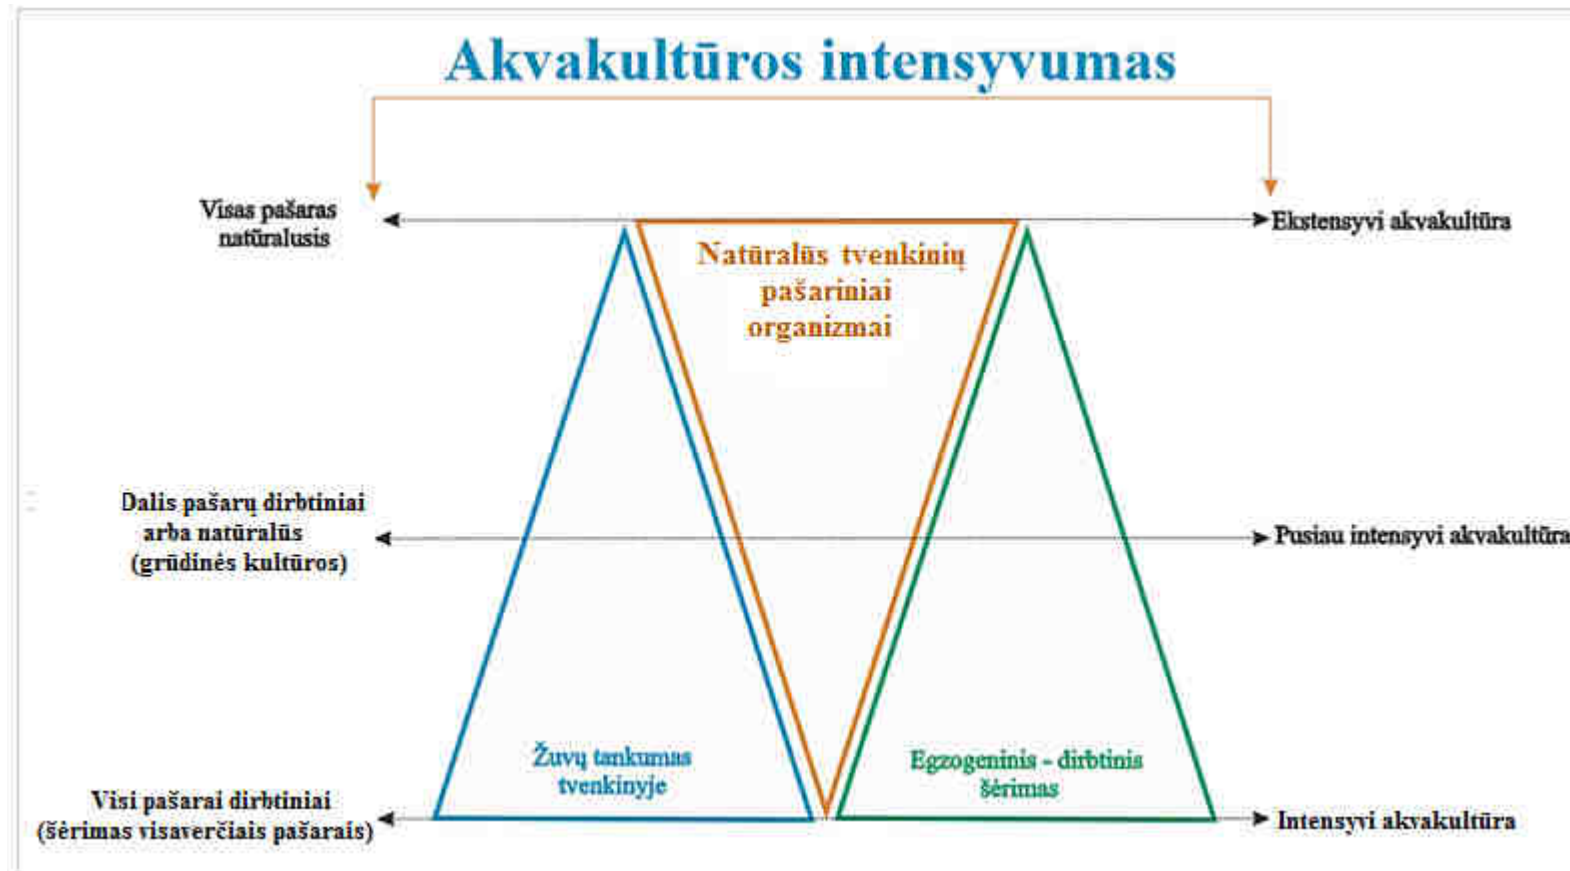 Akvakultūros intensyvumas
Visas pašaras
natūralusis
Ekstensyvi akvakultūra
Natūralūs tvenkinių
pašariniai
organizmai
Dalis pašarų dirbtiniai
arba natūralūs
(grūdinės kultūros)
Pusiau intensyvi akvakultūra
Žuvų tankumas
tvenkinyje
Egzogeninis - dirbtinis
šėrimas
Visi pašarai dirbtiniai
(šėrimas visaverčiais pašarais)
Intensyvi akvakultūra